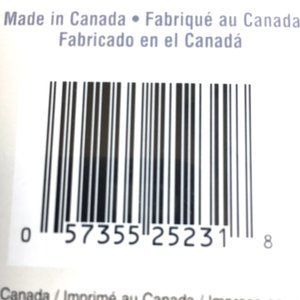 Made in Canada • Fabriqué au Canada
Fabricado en el Canadá
0 57355 25231 8
Canada / Imprimé au Canada /